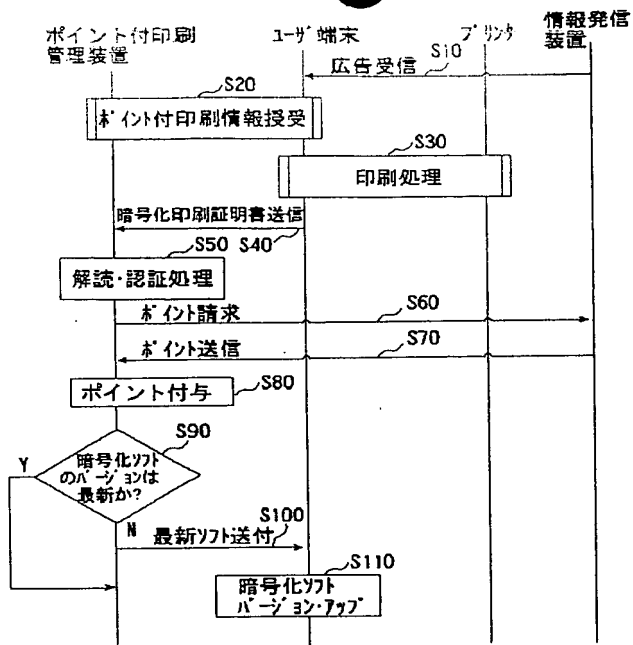 ポイント付印刷
管理装置
ユーザ端末
プリンタ
情報発信
装置
S10
広告受信
S20
ポイント付印刷情報授受
S30
印刷処理
暗号化印刷証明書送信
S40
S50
解読・認証処理
ポイント請求
S60
S70
ポイント送信
ポイント付与
S80
S90
暗号化ソフト
のバージョンは
最新か?
Y
N
最新ソフト送付
S100
S110
暗号化ソフト
バージョン・アップ